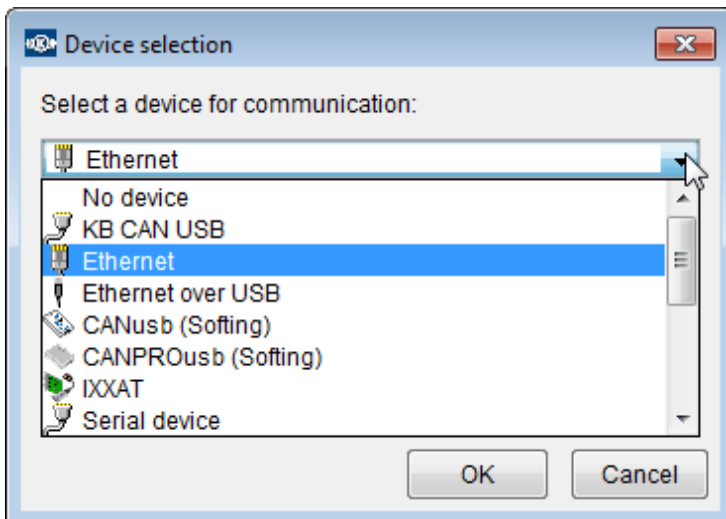 Device selection
Select a device for communication:
Ethernet
No device
KB CAN USB
Ethernet
Ethernet over USB
CANusb (Softing)
CANPROusb (Softing)
IXXAT
Serial device
OK Cancel